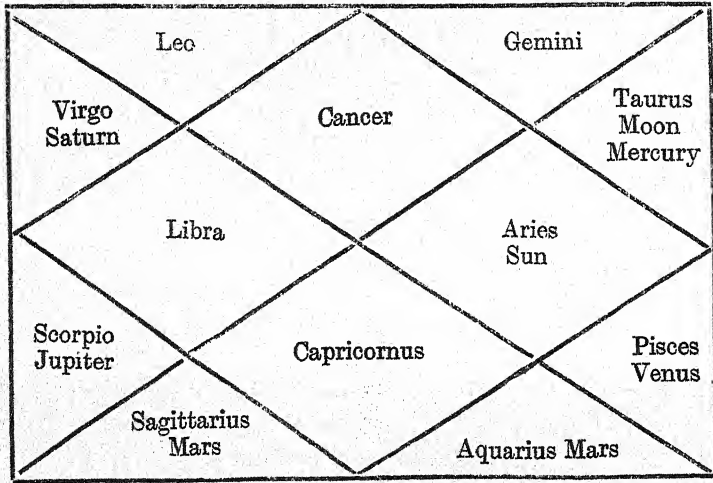 Leo
Gemini
Virgo
Saturn
Cancer
Taurus
Moon
Mercury
Libra
Aries
Sun
Scorpio
Jupiter
Capricornus
Pisces
Venus
Sagittarius
Mars
Aquarius Mars